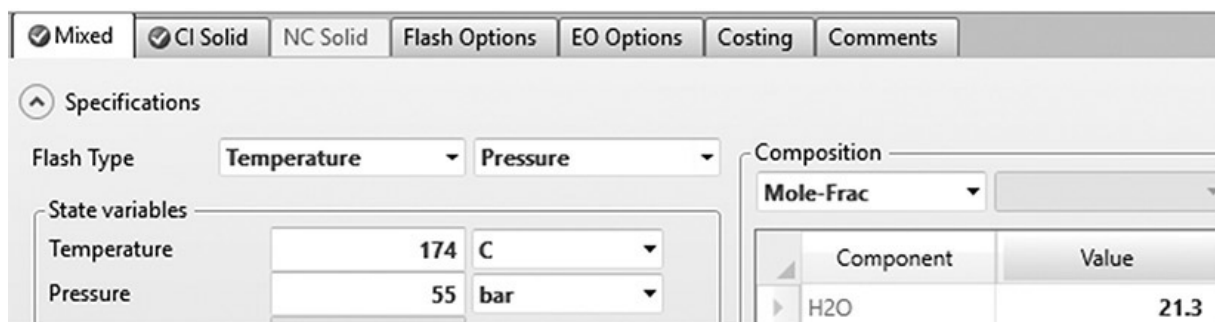 Mixed CI Solid NC Solid Flash Options EO Options Costing Comments
Specifications
Flash Type Temperature Pressure
Composition
Mole-Frac
State variables
Temperature 174 C
Pressure 55 bar
Component Value
H2O 21.3